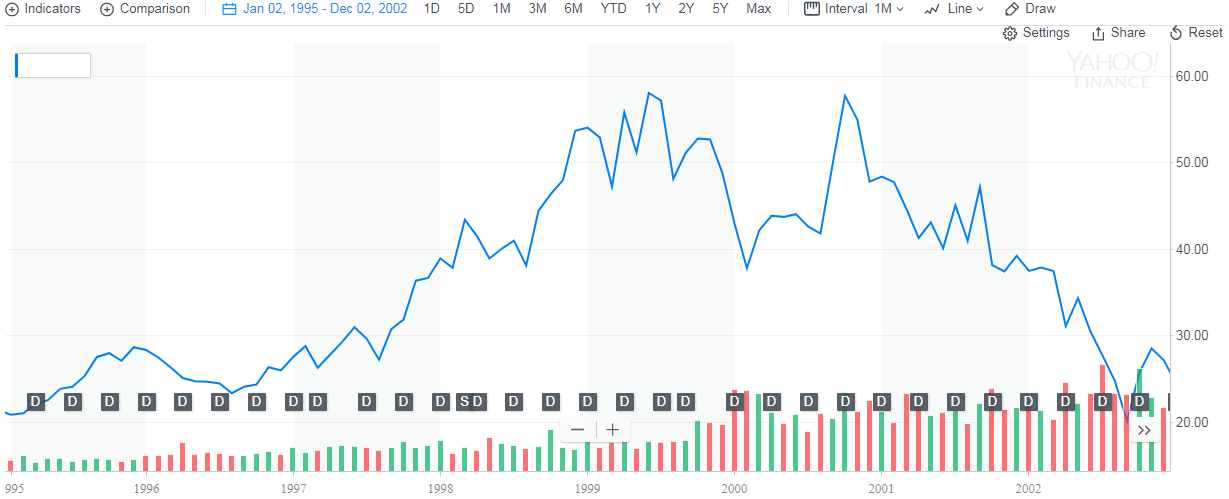 Indicators Comparison Jan 02, 1995 - Dec 02, 2002 1D 5D 1M 3M 6M YTD 1Y 2Y 5Y Max Interval 1M Line Draw
Settings Share Reset
YAHOO!
FINANCE
60.00
50.00
40.00
30.00
D D D D D D D D D D D D S D D D D D D D D D D D D D D D D D D D
20.00
995 1996 1997 1998 1999 2000 2001 2002